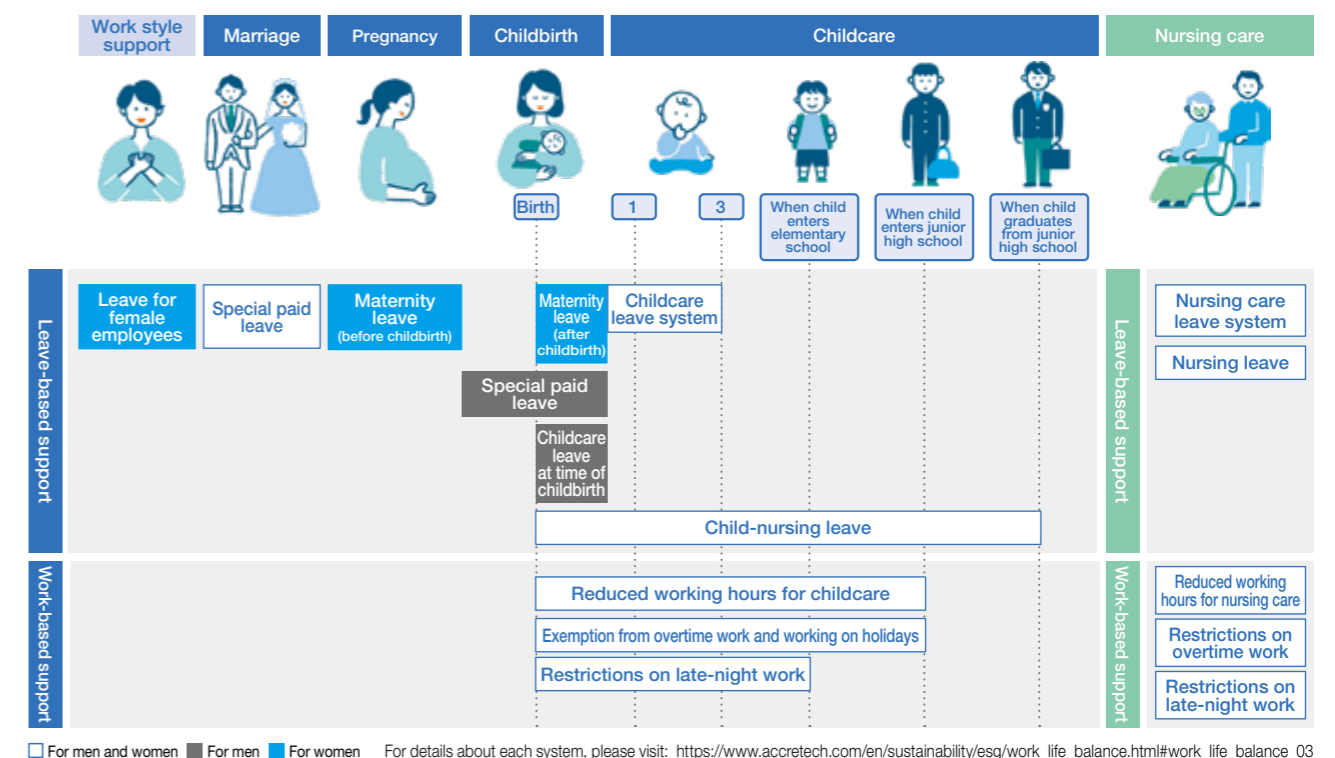 Work style
support
Marriage
Pregnancy
Childbirth
Childcare
Nursing care
Birth
1
3
When child
enters
elementary
school
When child
enters junior
high school
When child
graduates
from junior
high school
Leave-based support
Leave for
female
employees
Special paid
leave
Maternity
leave
(before childbirth)
Maternity
leave
(after
childbirth)
Childcare
leave system
Special paid
leave
Childcare
leave
at time of
childbirth
Child-nursing leave
Leave-based support
Nursing care
leave system
Nursing leave
Work-based support
Reduced working hours for childcare
Exemption from overtime work and working on holidays
Restrictions on late-night work
Work-based support
Reduced working
hours for nursing care
Restrictions on
overtime work
Restrictions on
late-night work
For men and women For men For women For details about each system, please visit: https://www.accretech.com/en/sustainability/esg/work_life_balance.html#work_life_balance_03